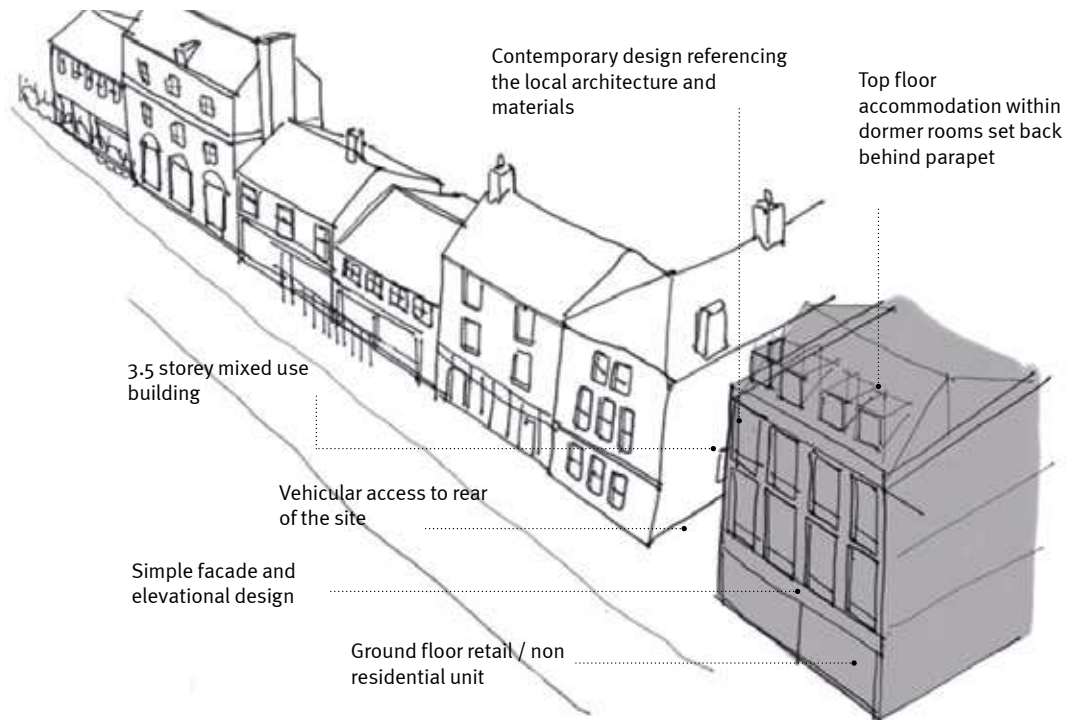 Contemporary design referencing
the local architecture and
materials
Top floor
accommodation within
dormer rooms set back
behind parapet
3.5 storey mixed use
building
Vehicular access to rear
of the site
Simple facade and
elevational design
Ground floor retail / non
residential unit